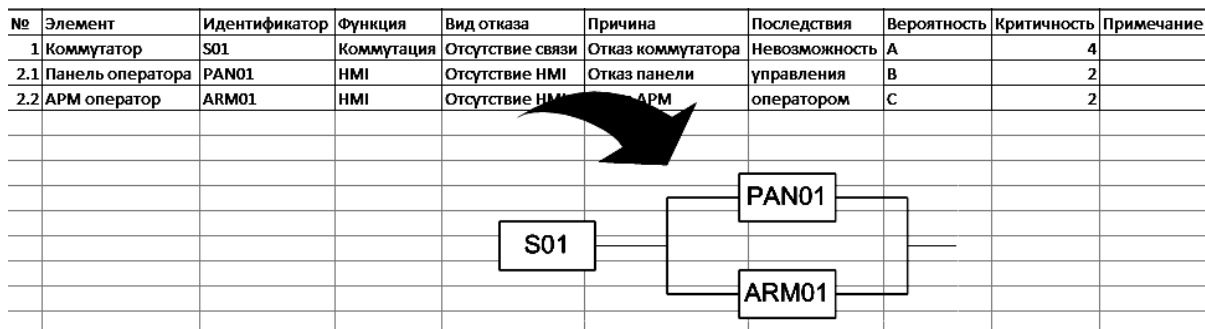 № Элемент Идентификатор Функция Вид отказа Причина Последствия Вероятность Критичность Примечание
1 Коммутатор S01 Коммутация Отсутствие связи Отказ коммутатора Невозможность A 4
2.1 Панель оператора PAN01 HMI Отсутствие HMI Отказ панели управления B 2
2.2 АРМ оператор ARM01 HMI Отсутствие HMI АРМ оператором C 2
PAN01
S01
ARM01